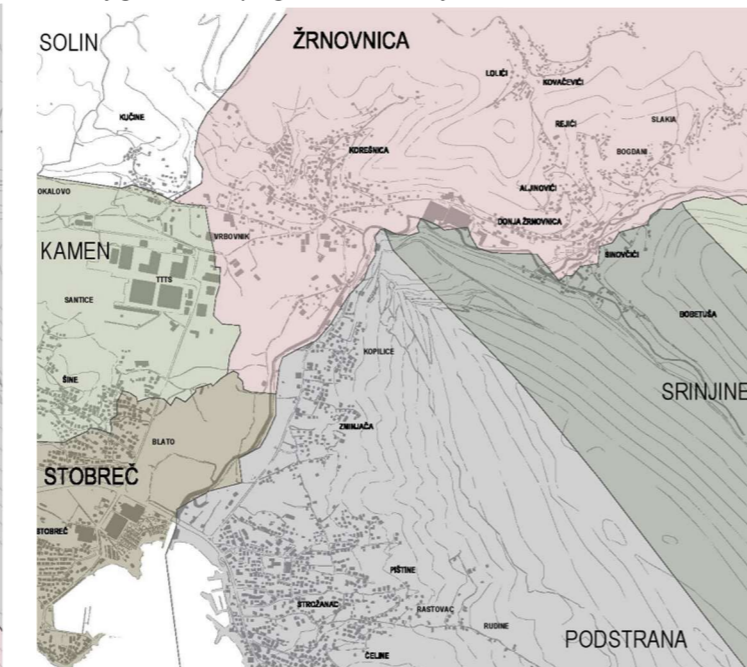 SOLIN
ŽRNOVNICA
LOLIĆI
KOVAČEVIĆI
KUČINE
REJIĆI
SLAKIA
KOREŠNICA
BOGDANI
OKALOVO
ALJINOVIĆI
DONJA ŽRNOVNICA
VRBOVNIK
KAMEN
ŠINOVČIĆI
TTTS
SANTICE
BOBETUŠA
KOPILICE
ŠINE
SRINJINE
ZMINJAČA
BLATO
STOBREČ
STOBREČ
PIŠTINE
STROŽANAC
RASTOVAC
RUDINE
PODSTRANA
ČELINE